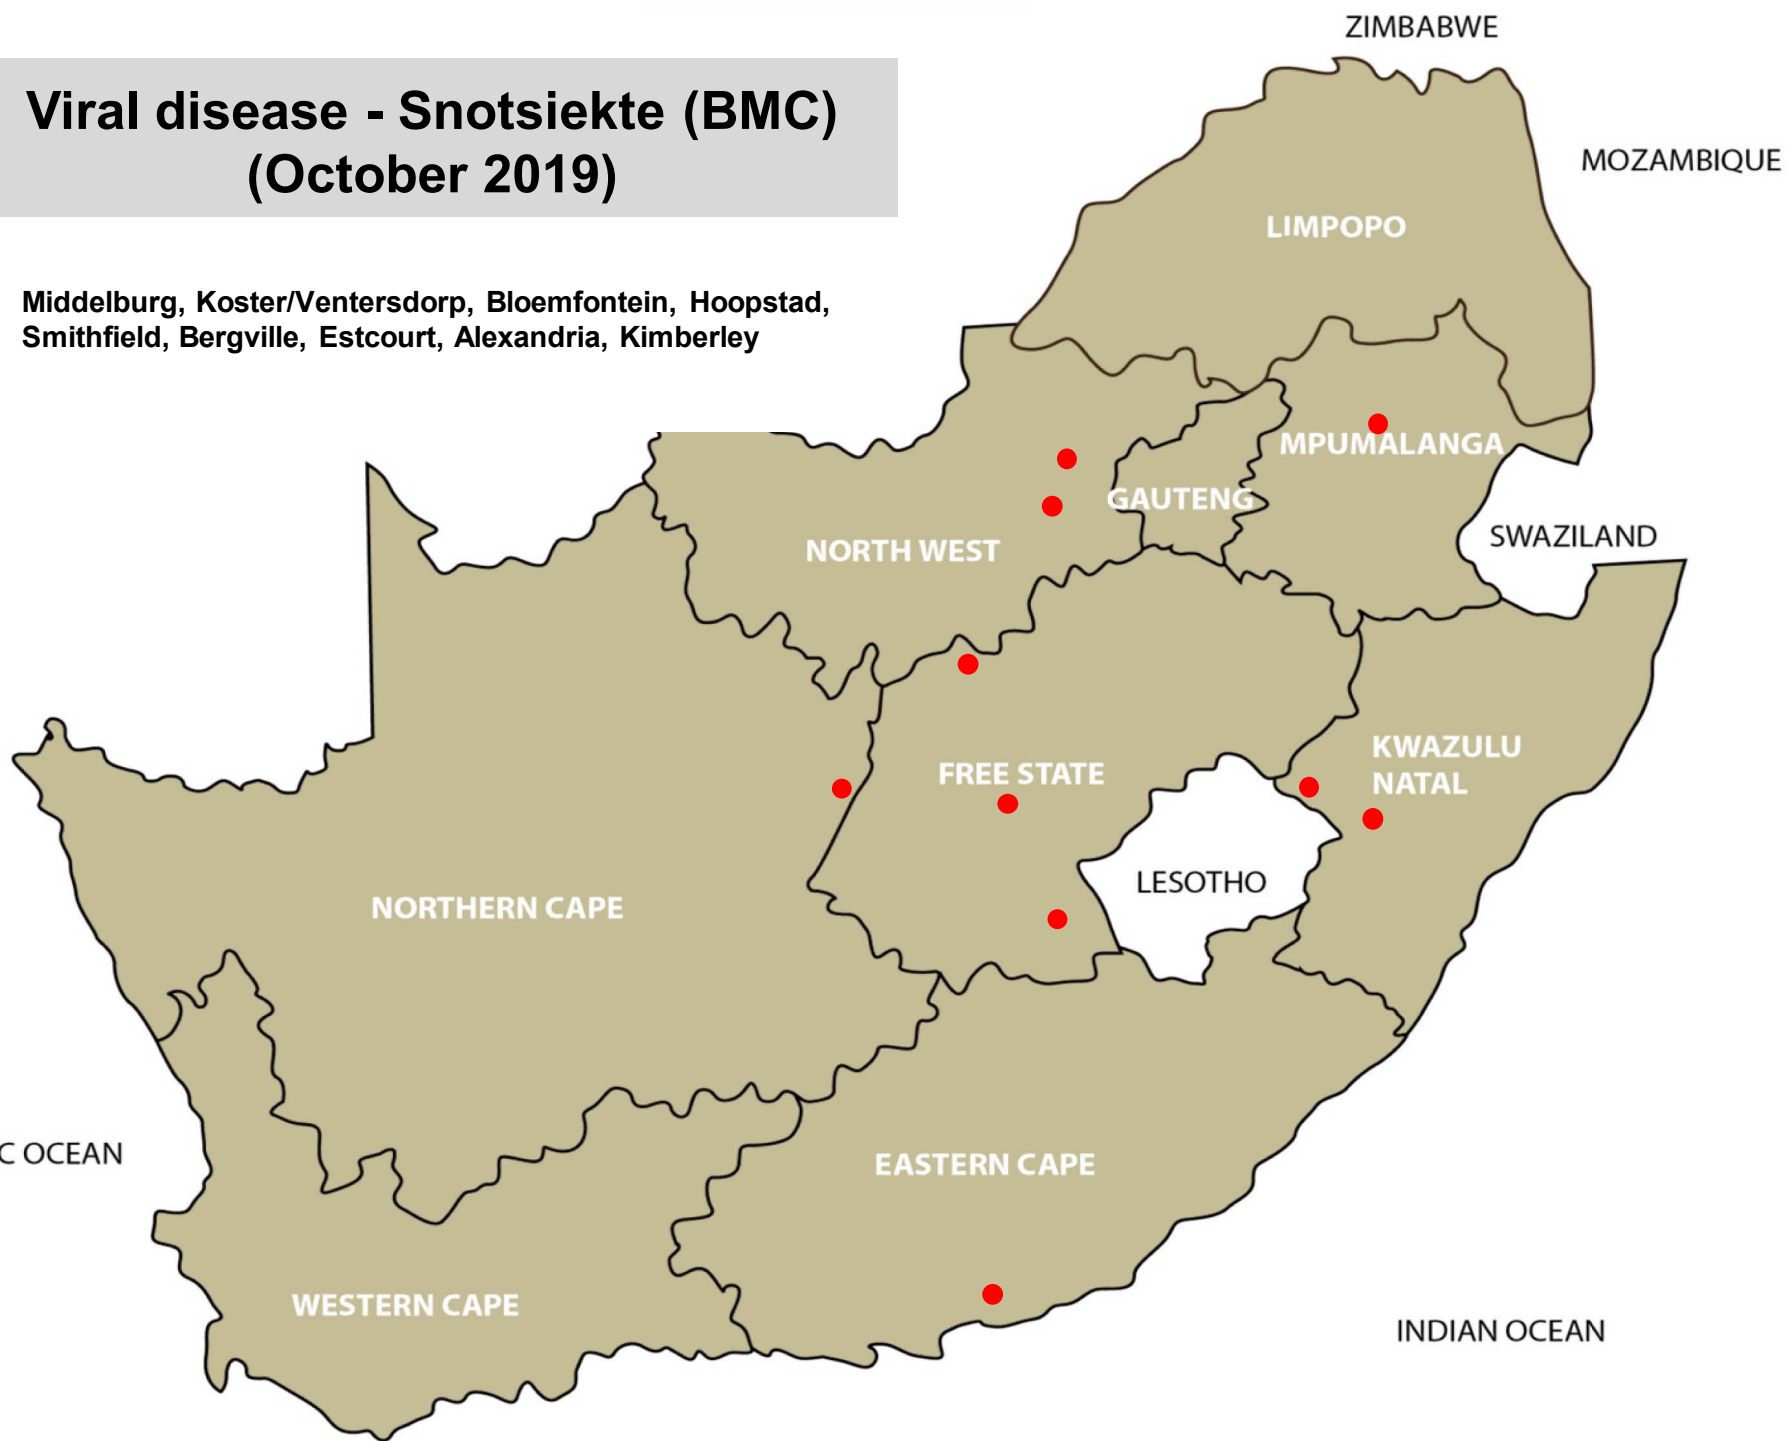 ZIMBABWE
Viral disease - Snotsiekte (BMC)
(October 2019)
MOZAMBIQUE
LIMPOPO
Middelburg, Koster/Ventersdorp, Bloemfontein, Hoopstad,
Smithfield, Bergville, Estcourt, Alexandria, Kimberley
MPUMALANGA
GAUTENG
NORTH WEST
SWAZILAND
KWAZULU
NATAL
FREE STATE
LESOTHO
NORTHERN CAPE
C OCEAN
EASTERN CAPE
WESTERN CAPE
INDIAN OCEAN